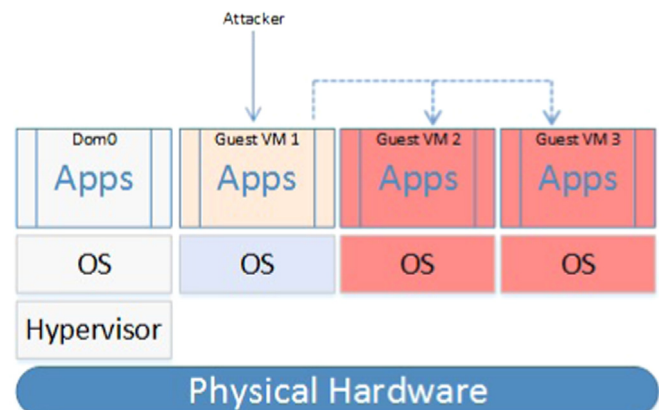 Attacker
Dom0
Apps
Guest VM 1
Apps
Guest VM 2
Apps
Guest VM 3
Apps
OS
OS
OS
OS
Hypervisor
Physical Hardware